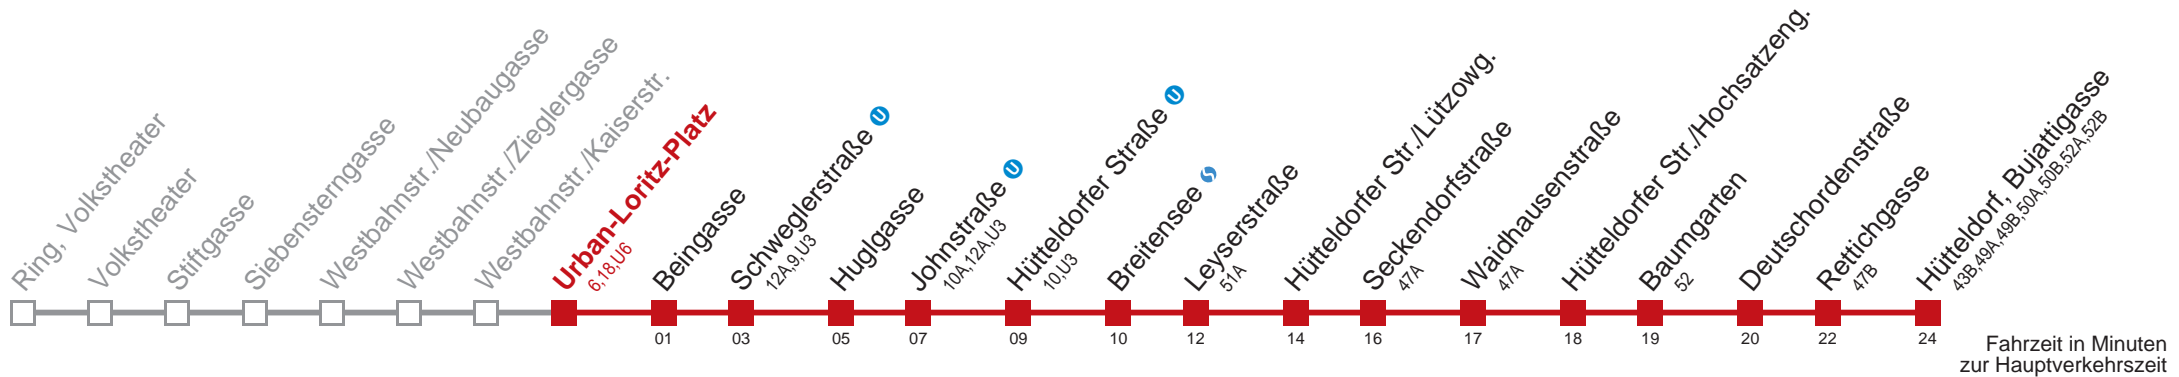 Ring, Volkstheater
Volkstheater
Stiftgasse
Siebensterngasse
Westbahnstr./Neubaugasse
Westbahnstr./Zieglergasse
Westbahnstr./Kaiserstr.
Urban-Loritz-Platz
6,18,U6
Beingasse
01
Schweglerstraße U
12A,9,U3
03
Huglgasse
05
Johnstraße U
10A,12A,U3
07
Hütteldorfer Straße U
10,U3
09
Breitensee
10
Leyserstraße
51A
12
Hütteldorfer Str./Lützowg.
14
Seckendorfstraße
47A
16
Waidhausenstraße
47A
17
Hütteldorfer Str./Hochsatzeng.
18
Baumgarten
52
19
Deutschordenstraße
20
Rettichgasse
47B
22
Hütteldorf, Bujattigasse
43B,49A,49B,50A,50B,52A,52B
24
Fahrzeit in Minuten
zur Hauptverkehrszeit